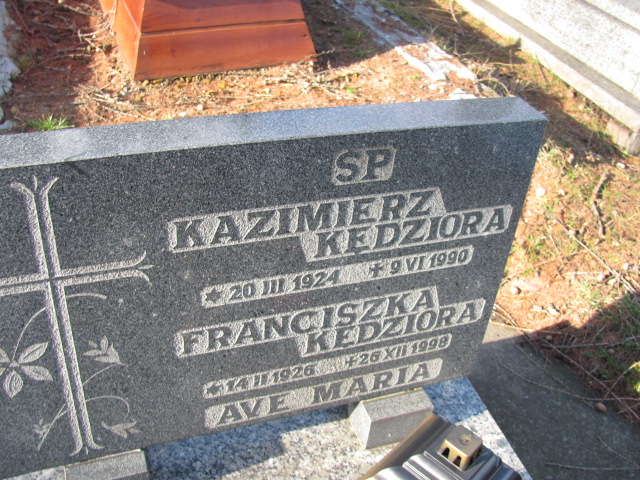 SP
KAZIMIERZ
KĘDZIORA
★ 20 III 1924 ✝ 9 VI 1990
FRANCISZKA
KĘDZIORA
★ 14 II 1926 ✝ 26 XII 1998
AVE MARIA